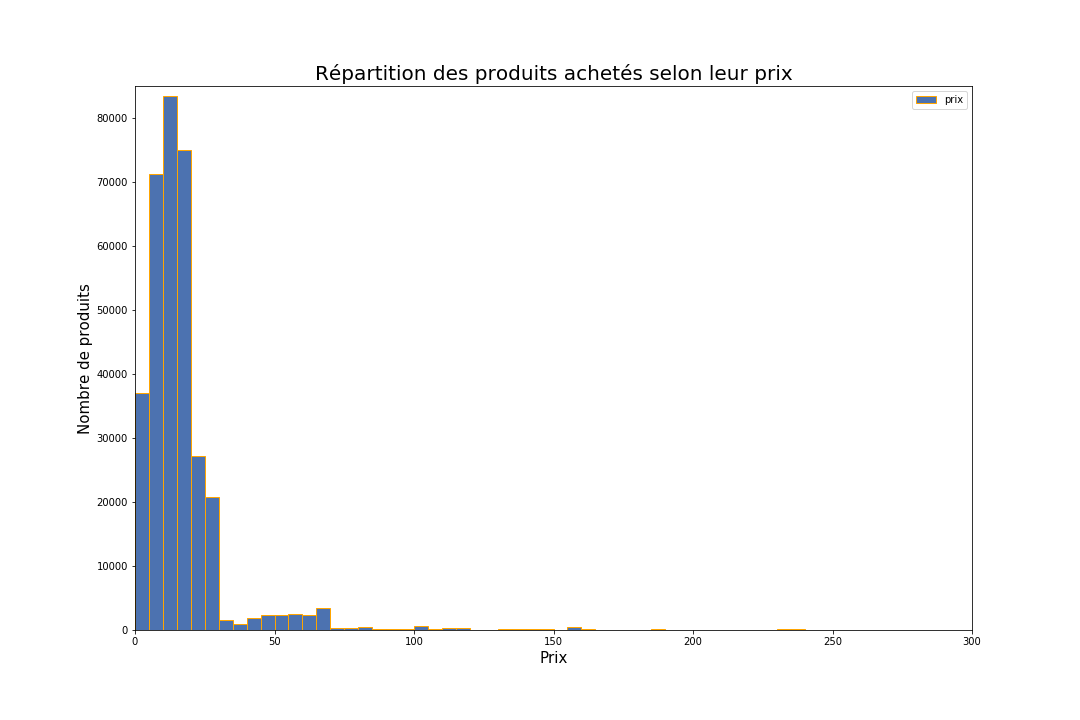 Répartition des produits achetés selon leur prix
prix
80000
70000
60000
50000
40000
30000
20000
10000
0
Nombre de produits
0 50 100 150 200 250 300
Prix